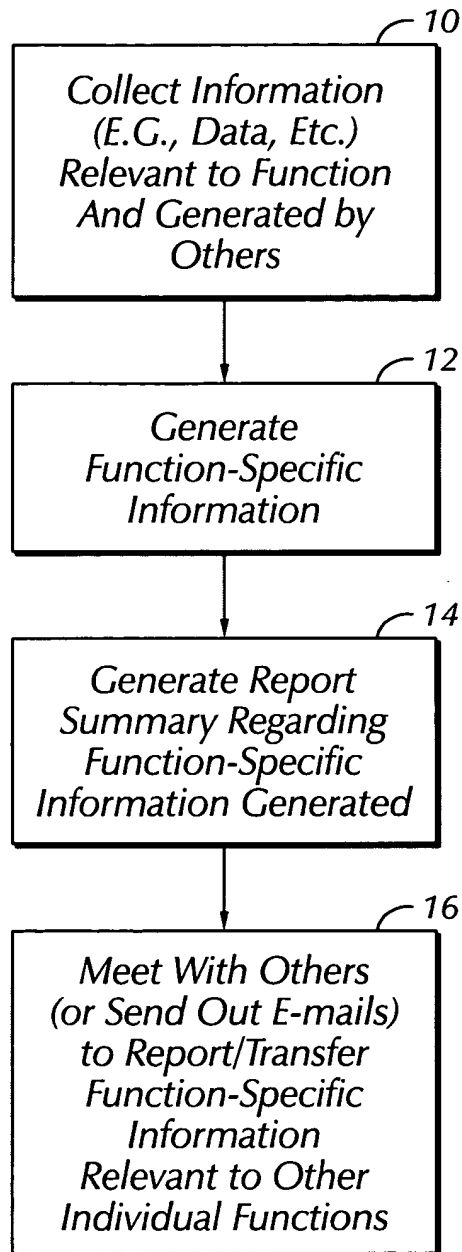 10
Collect Information
(E.G., Data, Etc.)
Relevant to Function
And Generated by
Others
12
Generate
Function-Specific
Information
14
Generate Report
Summary Regarding
Function-Specific
Information Generated
16
Meet With Others
(or Send Out E-mails)
to Report/Transfer
Function-Specific
Information
Relevant to Other
Individual Functions